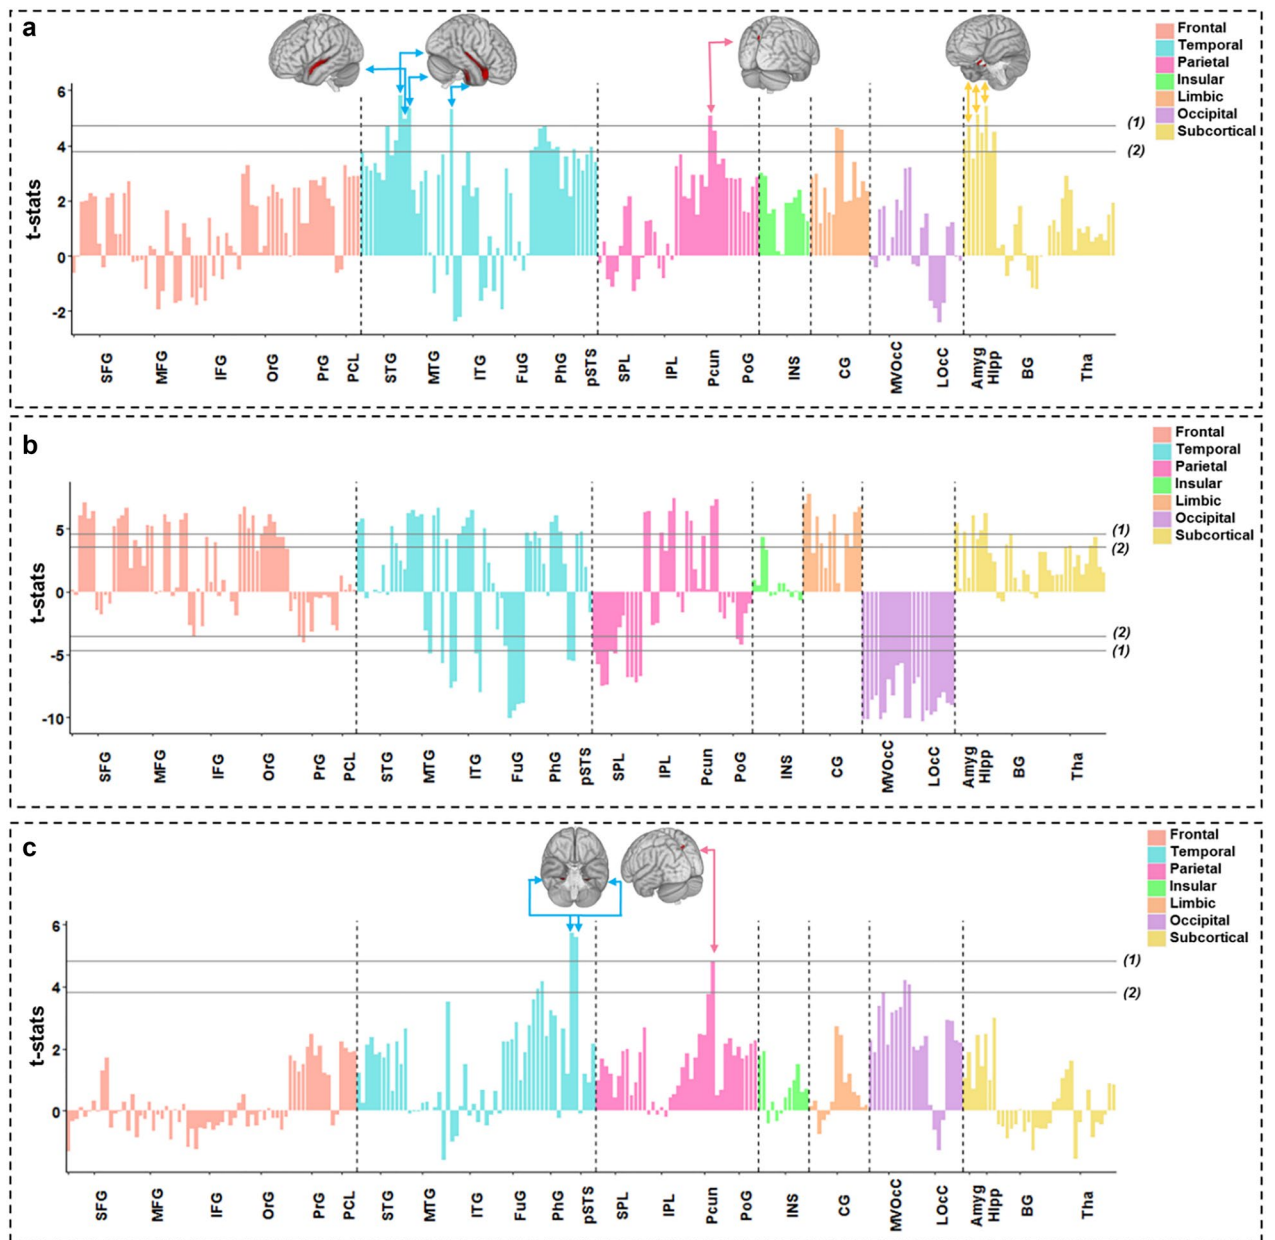 a
Frontal
Temporal
Parietal
Insular
Limbic
Occipital
Subcortical
t-stats
6
4
2
0
-2
(1)
(2)
SFG
MFG
IFG
OrG
PrG
PCL
STG
MTG
ITG
FuG
PhG
pSTS
SPL
IPL
Pcun
PoG
INS
CG
MVOcC
LOcC
Amyg
Hipp
BG
Tha
b
Frontal
Temporal
Parietal
Insular
Limbic
Occipital
Subcortical
t-stats
5
0
-5
-10
(1)
(2)
(2)
(1)
SFG
MFG
IFG
OrG
PrG
PCL
STG
MTG
ITG
FuG
PhG
pSTS
SPL
IPL
Pcun
PoG
INS
CG
MVOcC
LOcC
Amyg
Hipp
BG
Tha
c
Frontal
Temporal
Parietal
Insular
Limbic
Occipital
Subcortical
t-stats
6
4
2
0
(1)
(2)
SFG
MFG
IFG
OrG
PrG
PCL
STG
MTG
ITG
FuG
PhG
pSTS
SPL
IPL
Pcun
PoG
INS
CG
MVOcC
LOcC
Amyg
Hipp
BG
Tha